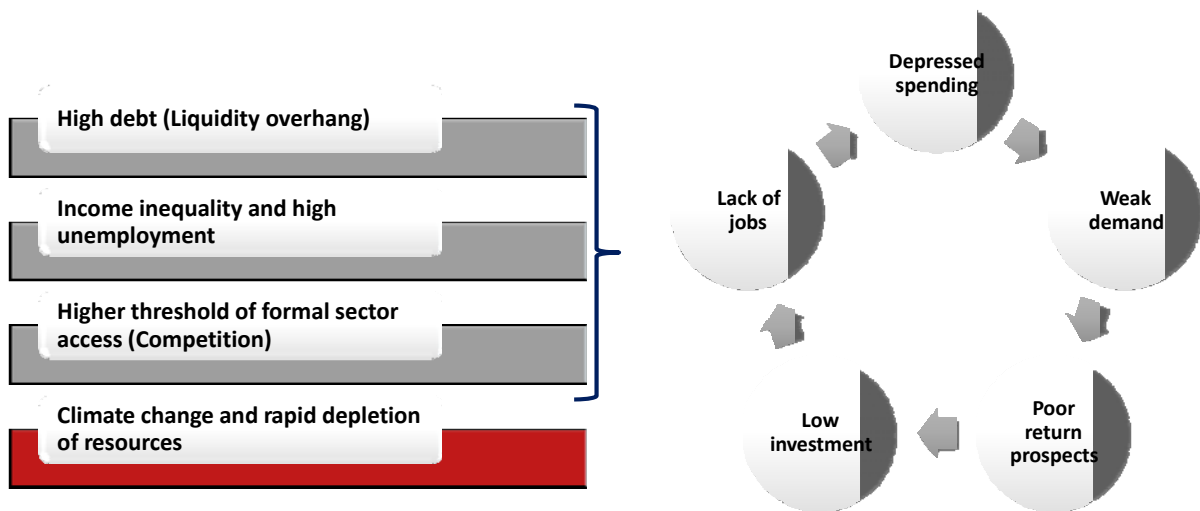 High debt (Liquidity overhang)
Income inequality and high
unemployment
Higher threshold of formal sector
access (Competition)
Climate change and rapid depletion
of resources
Depressed
spending
Weak
demand
Poor
return
prospects
Low
investment
Lack of
jobs